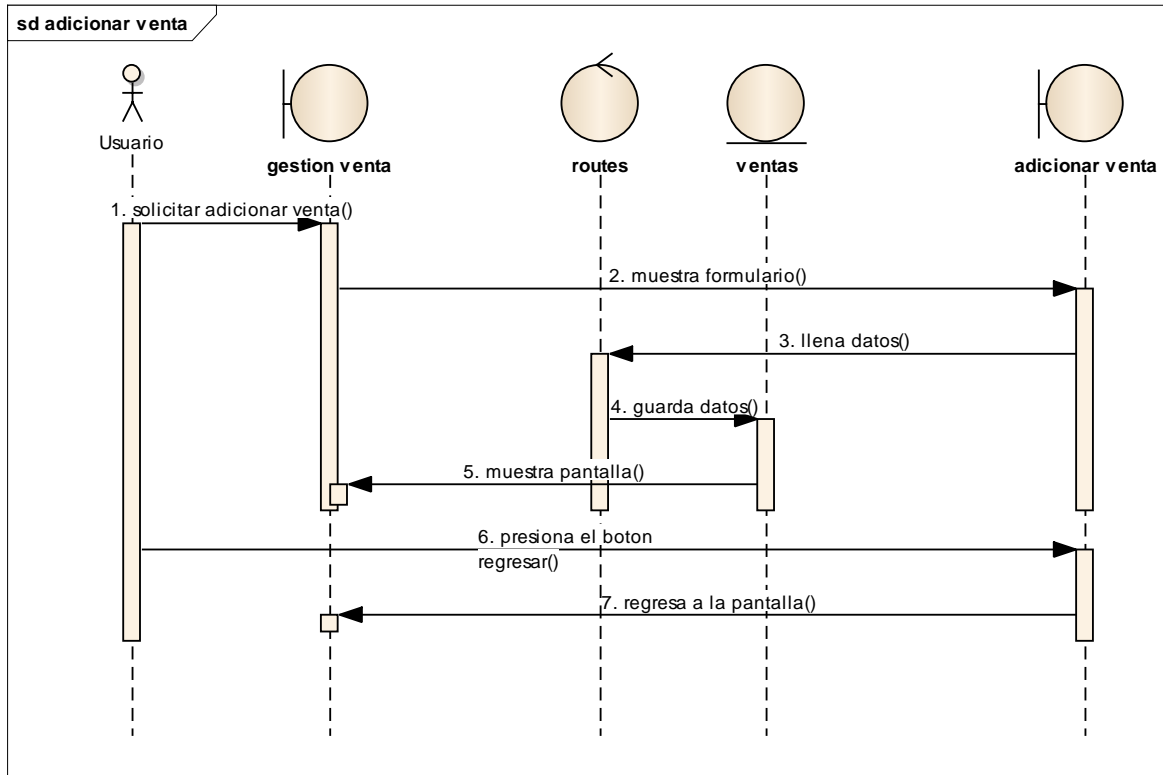 sd adicionar venta
Usuario
gestion venta
routes
ventas
adicionar venta
1. solicitar adicionar venta()
2. muestra formulario()
3. llena datos()
4. guarda datos()
5. muestra pantalla()
6. presiona el boton
regresar()
7. regresa a la pantalla()